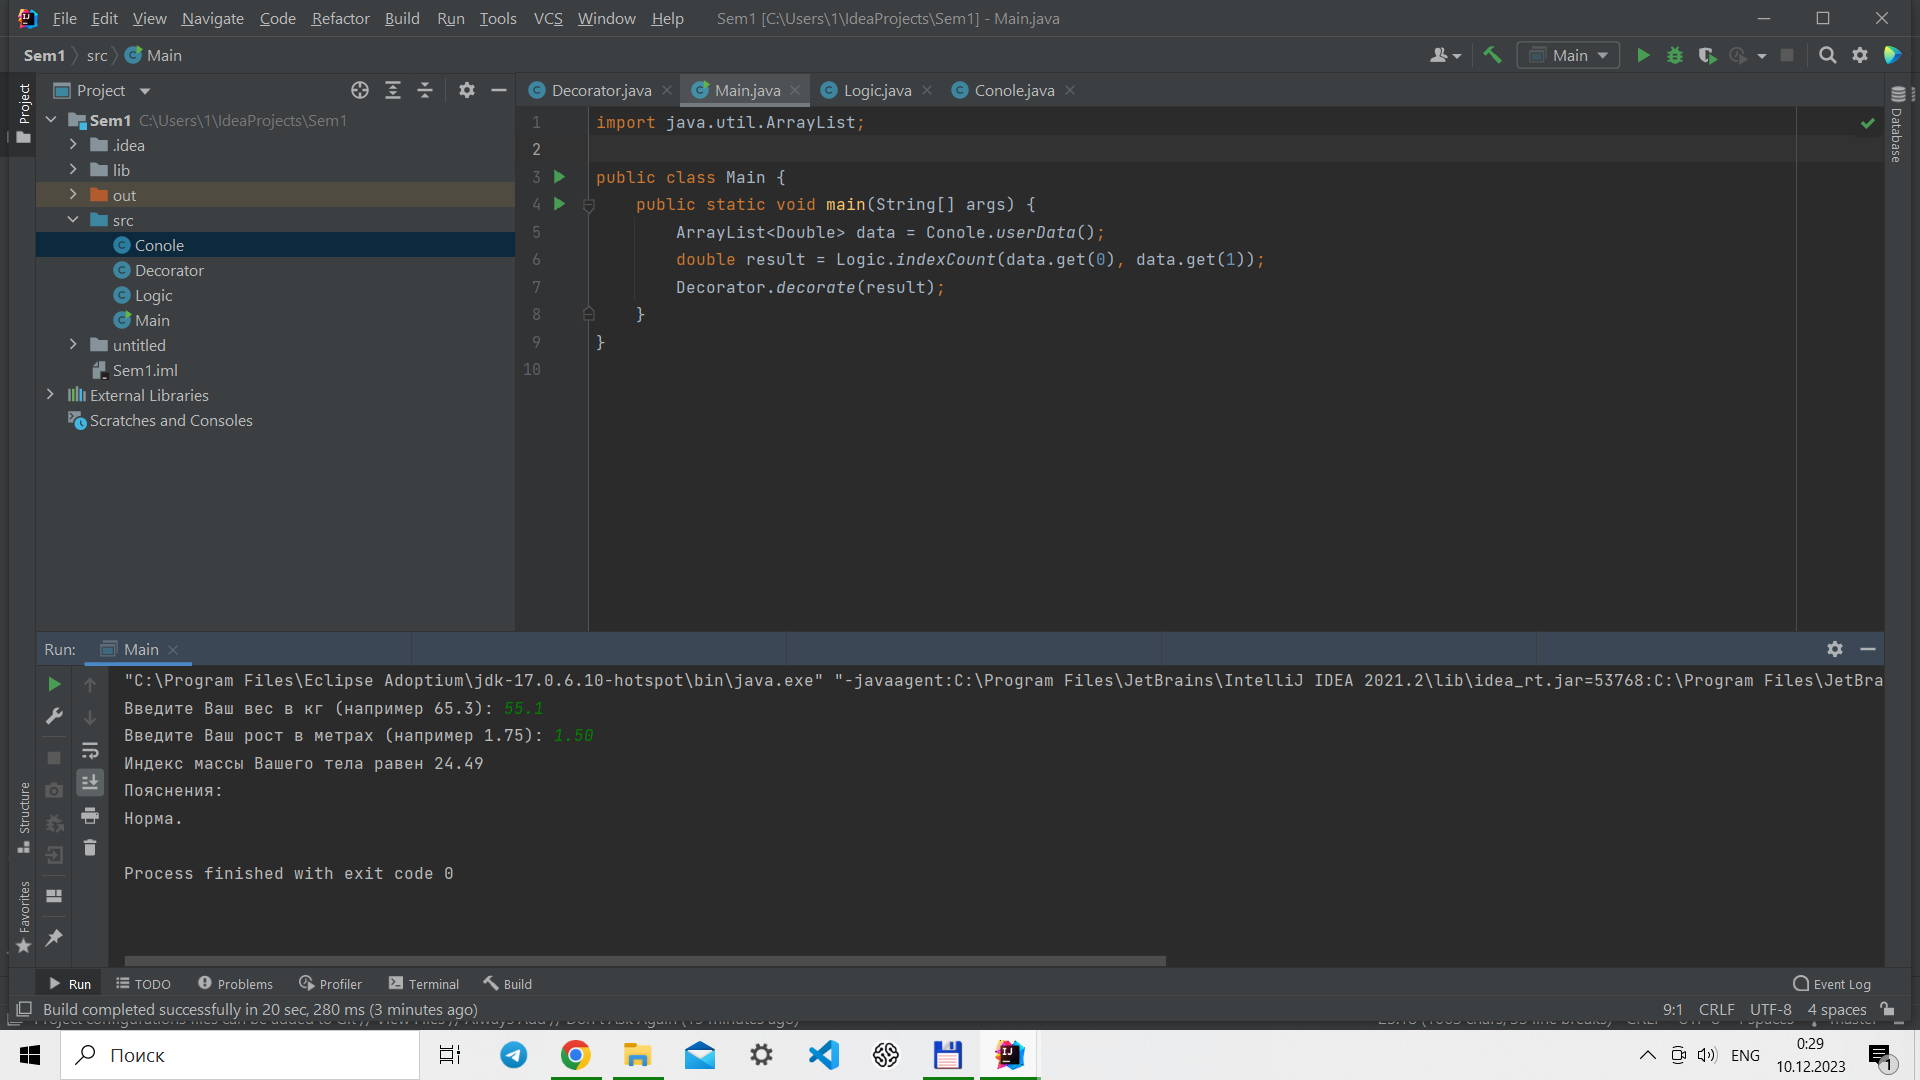 File Edit View Navigate Code Refactor Build Run Tools VCS Window Help Sem1 [C:\Users\1\IdeaProjects\Sem1] - Main.java
Sem1 src Main
Main
Project
Project
Decorator.java Main.java Logic.java Conole.java
Database
Sem1 C:\Users\1\IdeaProjects\Sem1
.idea
lib
out
src
Conole
Decorator
Logic
Main
untitled
Sem1.iml
External Libraries
Scratches and Consoles
1 import java.util.ArrayList;
2
3 public class Main {
4 public static void main(String[] args) {
5 ArrayList<Double> data = Conole.userData();
6 double result = Logic.indexCount(data.get(0), data.get(1));
7 Decorator.decorate(result);
8 }
9 }
10
Run: Main
"C:\Program Files\Eclipse Adoptium\jdk-17.0.6.10-hotspot\bin\java.exe" "-javaagent:C:\Program Files\JetBrains\IntelliJ IDEA 2021.2\lib\idea_rt.jar=53768:C:\Program Files\JetBra
Введите Ваш вес в кг (например 65.3): 55.1
Введите Ваш рост в метрах (например 1.75): 1.50
Индекс массы Вашего тела равен 24.49
Пояснения:
Норма.
Process finished with exit code 0
Structure
Favorites
Run TODO Problems Profiler Terminal Build Event Log
Build completed successfully in 20 sec, 280 ms (3 minutes ago) 9:1 CRLF UTF-8 4 spaces
Поиск
ENG
0:29
10.12.2023
1